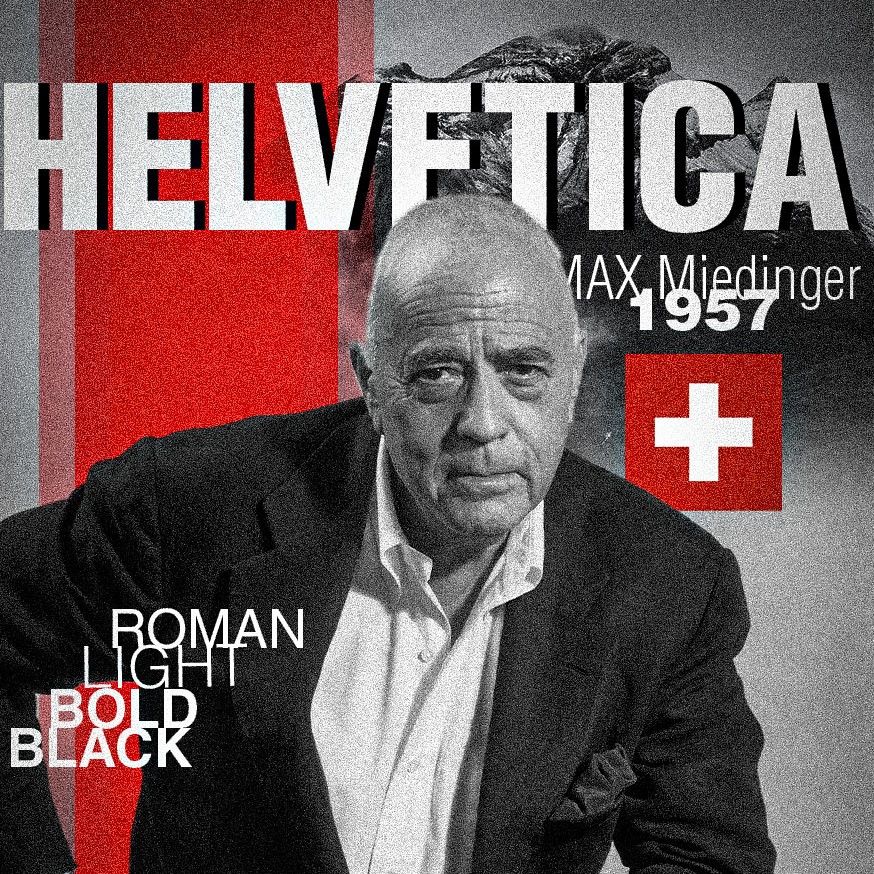 HELVETICA
MAX Miedinger
1957
ROMAN
LIGHT
BOLD
BLACK